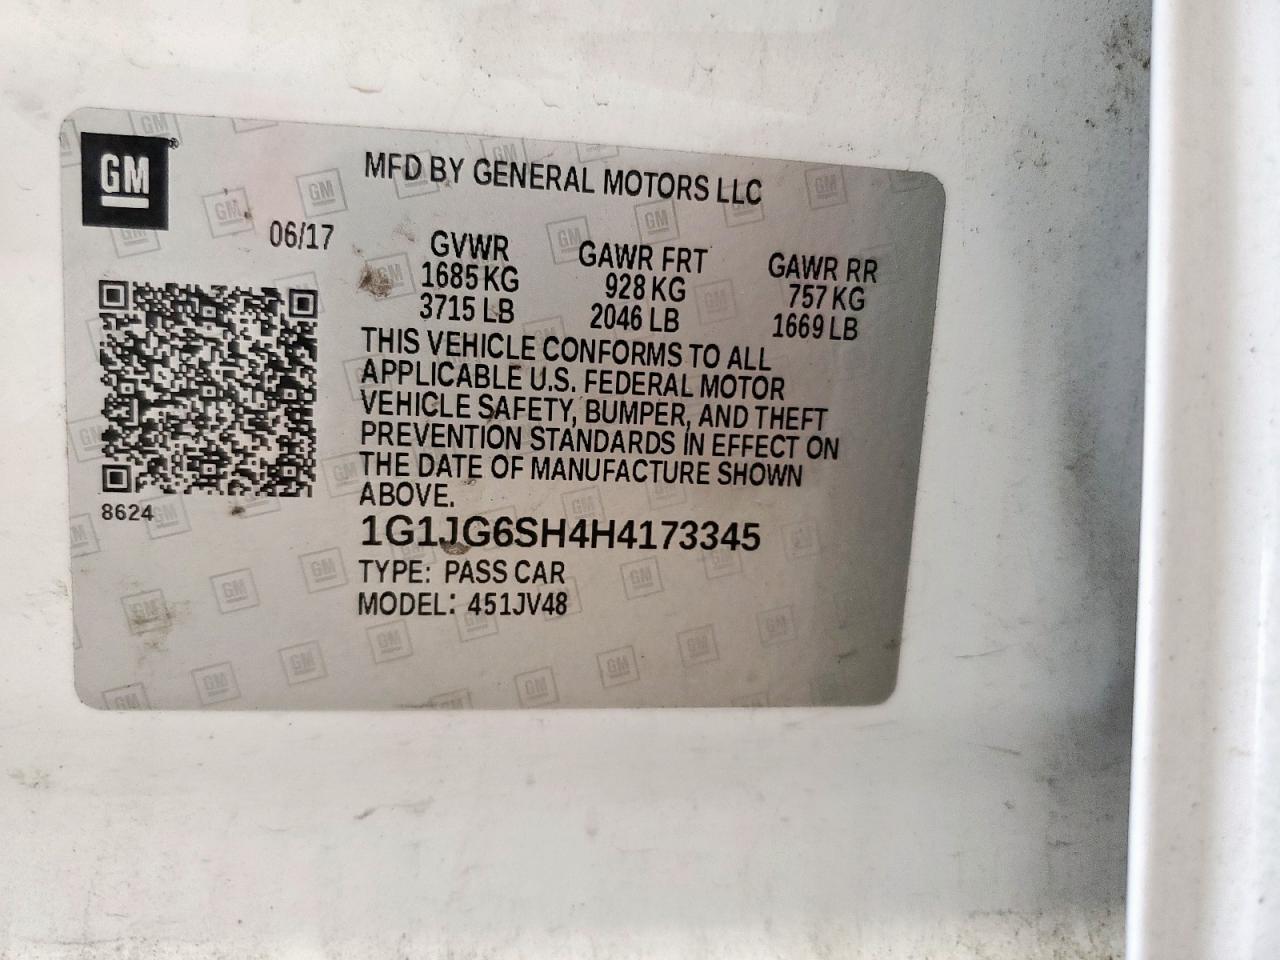 GM
MFD BY GENERAL MOTORS LLC
06/17
GVWR GAWR FRT GAWR RR
1685 KG 928 KG 757 KG
3715 LB 2046 LB 1669 LB
THIS VEHICLE CONFORMS TO ALL
APPLICABLE U.S. FEDERAL MOTOR
VEHICLE SAFETY, BUMPER, AND THEFT
PREVENTION STANDARDS IN EFFECT ON
THE DATE OF MANUFACTURE SHOWN
ABOVE.
8624
1G1JG6SH4H4173345
TYPE: PASS CAR
MODEL: 451JV48